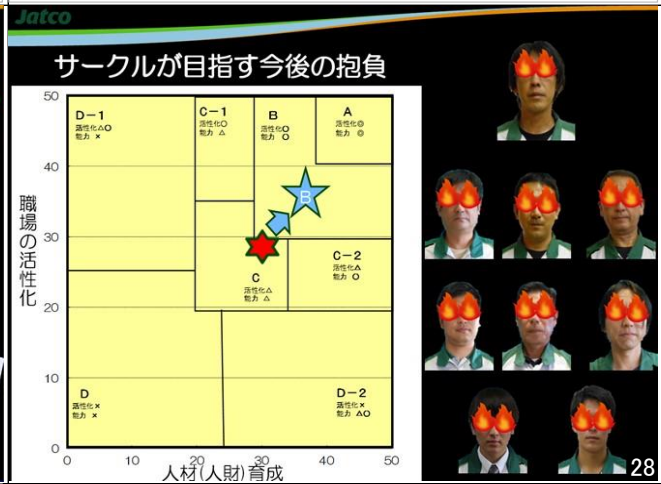 Jatco
サークルが目指す今後の抱負
職場の活性化
50
40
30
20
10
0
D－1
活性化△○
能力 ×
C－1
活性化○
能力 △
B
活性化○
能力 ○
A
活性化◎
能力 ◎
B
C－2
活性化△
能力 ○
C
活性化△
能力 △
D
活性化×
能力 ×
D－2
活性化×
能力 △○
0 10 20 30 40 50
人材(人財)育成
28